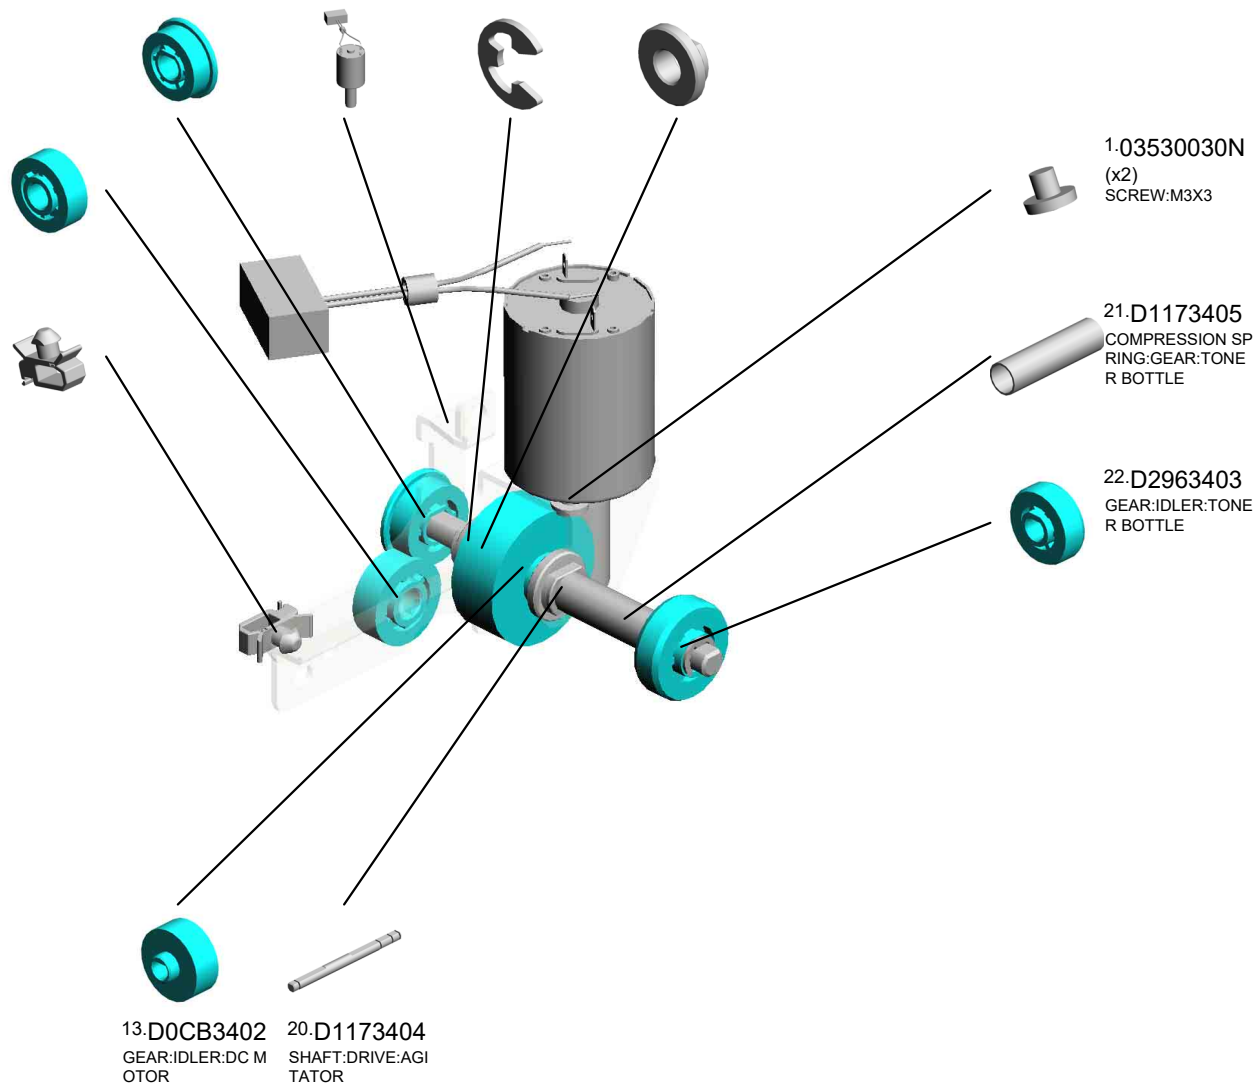 1.03530030N
(x2)
SCREW:M3X3
21.D1173405
COMPRESSION SP
RING:GEAR:TONE
R BOTTLE
22.D2963403
GEAR:IDLER:TONE
R BOTTLE
13.D0CB3402
GEAR:IDLER:DC M
OTOR
20.D1173404
SHAFT:DRIVE:AGI
TATOR